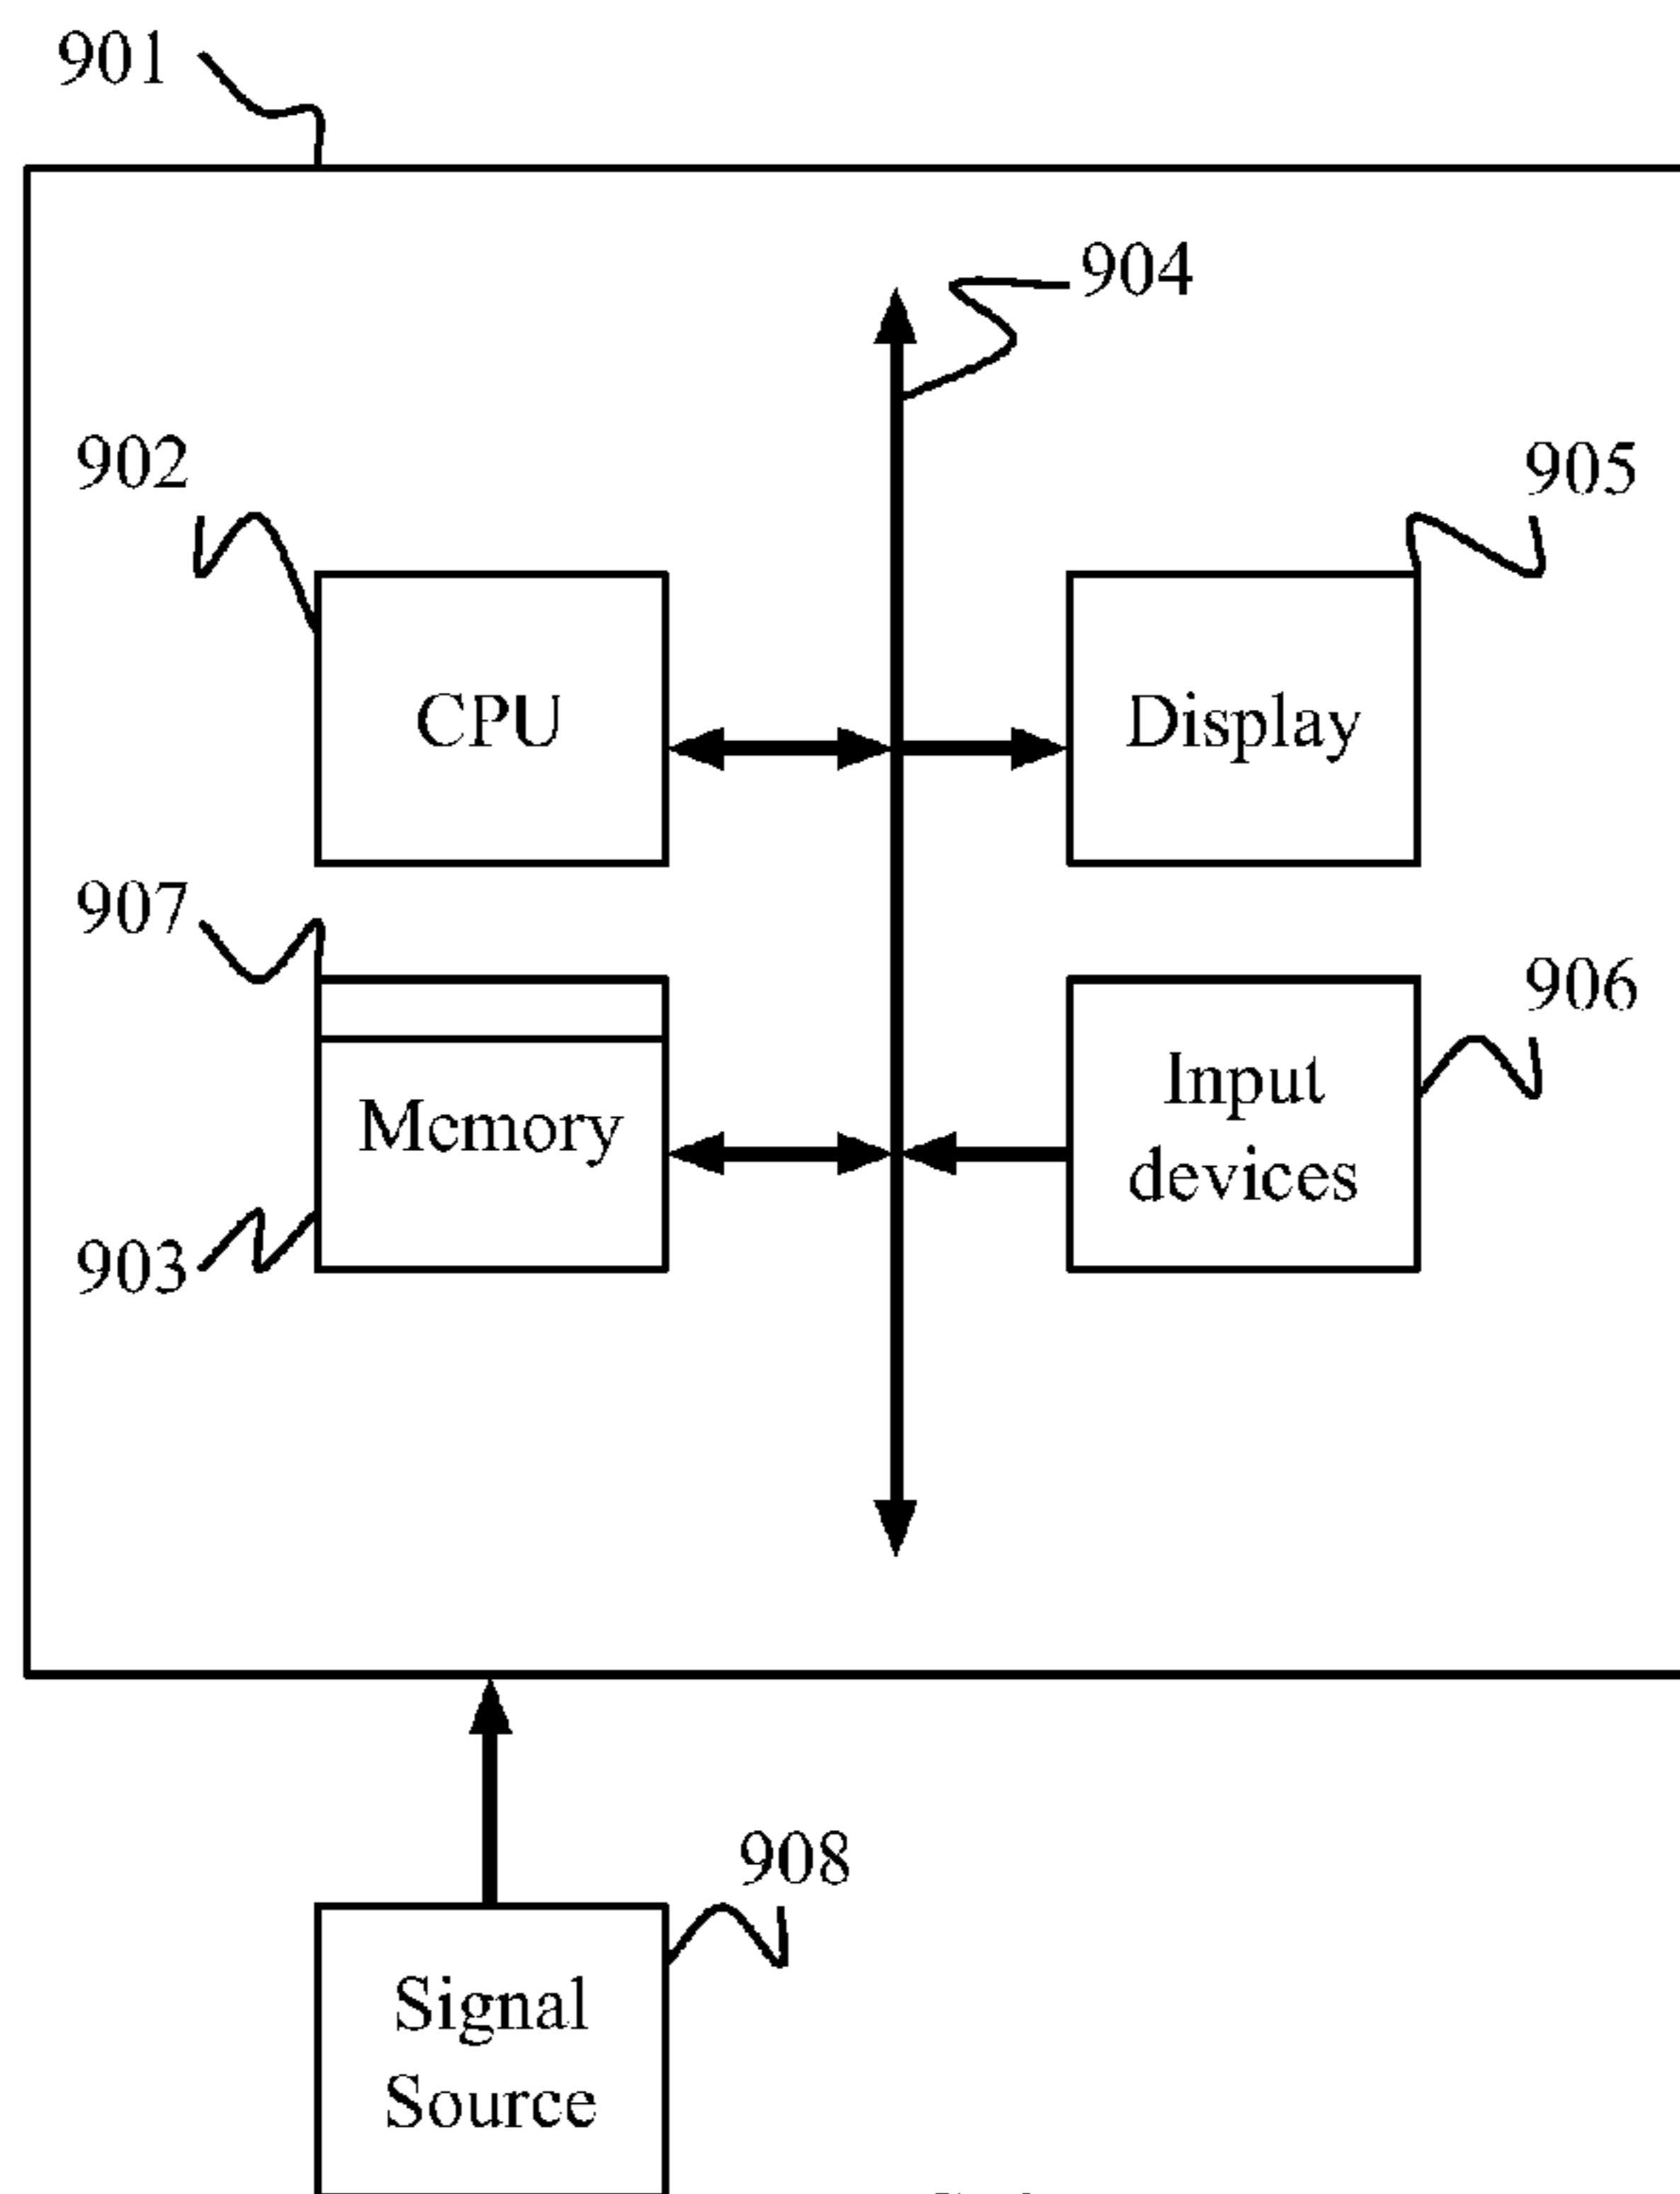 901
904
902
905
CPU
Display
907
906
Memory
Input
devices
903
908
Signal
Source